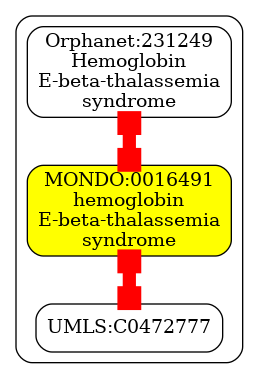 Orphanet:231249
Hemoglobin
E-beta-thalassemia
syndrome
MONDO:0016491
hemoglobin
E-beta-thalassemia
syndrome
UMLS:C0472777